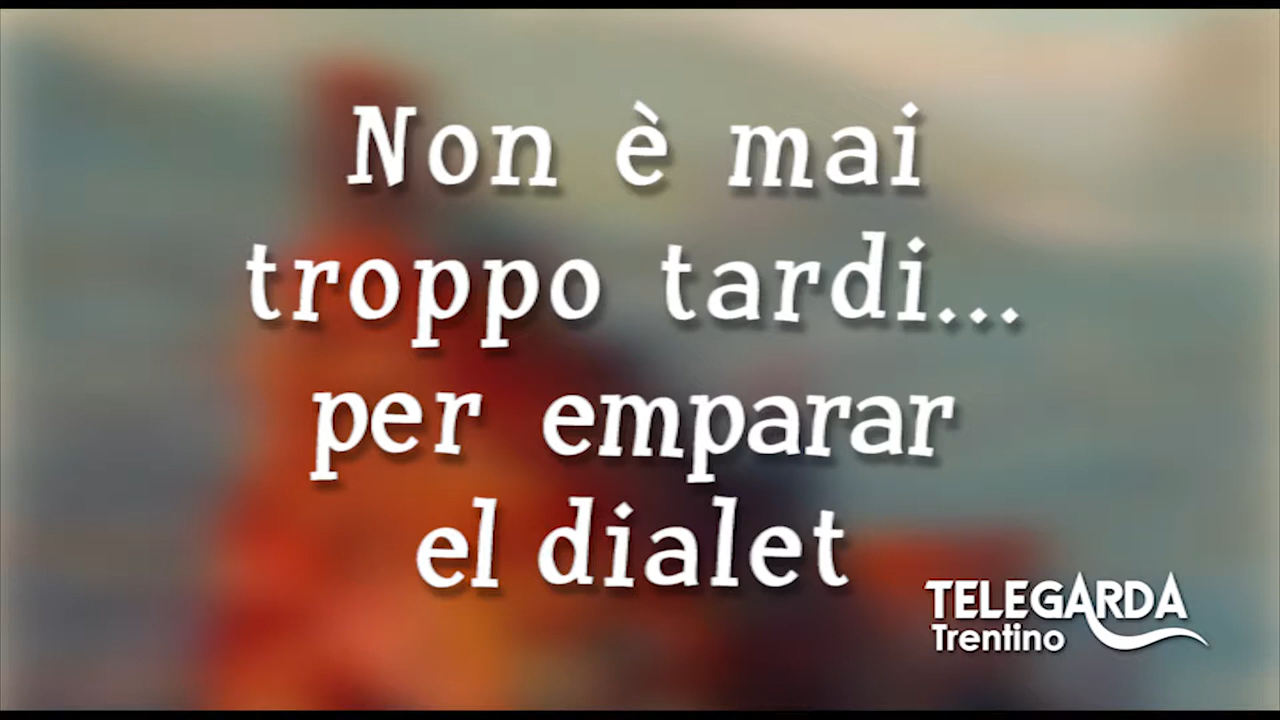 Non è mai
troppo tardi...
per emparar
el dialet
TELEGARDA
Trentino